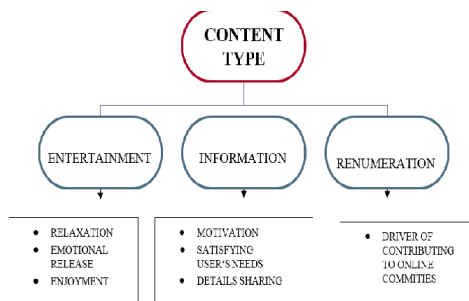 CONTENT
TYPE
ENTERTAINMENT
INFORMATION
RENUMERATION
• RELAXATION
• EMOTIONAL
RELEASE
• ENJOYMENT
• MOTIVATION
• SATISFYING
USER'S NEEDS
• DETAILS SHARING
• DRIVER OF
CONTRIBUTING
TO ONLINE
COMMITIES